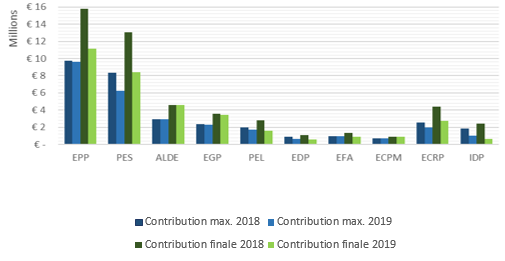 Millions
€ 16
€ 14
€ 12
€ 10
€ 8
€ 6
€ 4
€ 2
€ -
EPP PES ALDE EGP PEL EDP EFA ECPM ECRP IDP
Contribution max. 2018 Contribution max. 2019
Contribution finale 2018 Contribution finale 2019